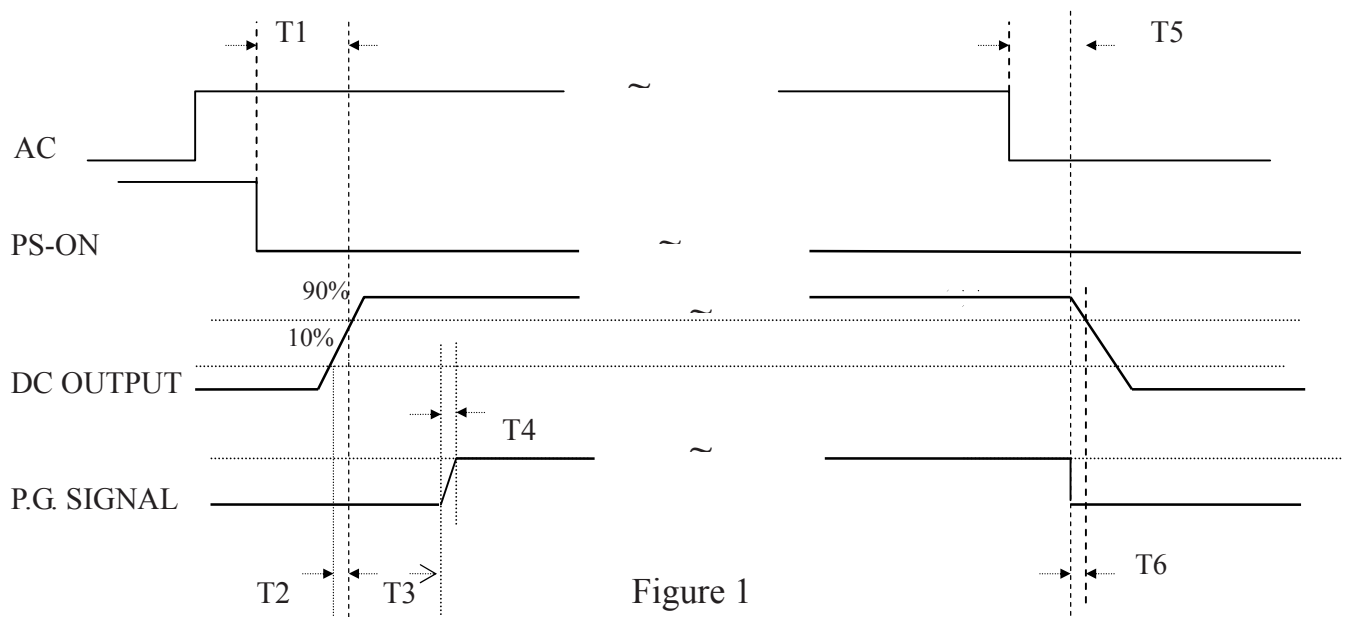 T1
T5
~
AC
PS-ON
~
90%
~
10%
DC OUTPUT
T4
~
P.G. SIGNAL
T2
T3
T6
Figure 1